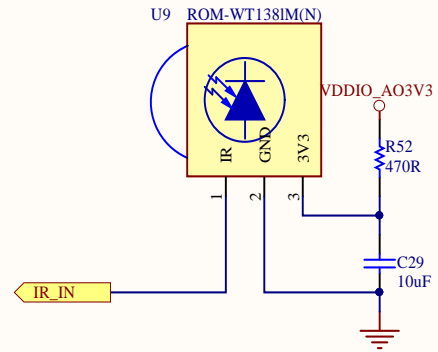 U9 ROM-WT138IM(N)
VDDIO_AO3V3
IR
GND
3V3
1
2
3
R52
470R
C29
10uF
IR_IN